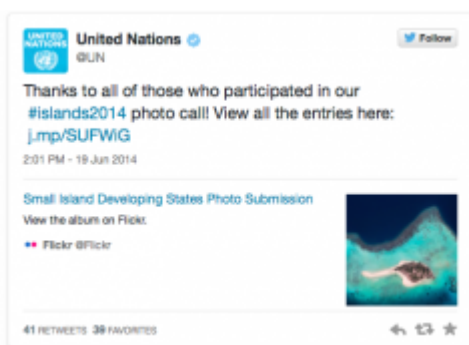 UNITED NATIONS
United Nations
@UN
Follow
Thanks to all of those who participated in our
#islands2014 photo call! View all the entries here:
j.mp/SUFWiG
2:01 PM - 19 Jun 2014
Small Island Developing States Photo Submission
View the album on Flickr.
Flickr @Flickr
41 RETWEETS 39 FAVORITES